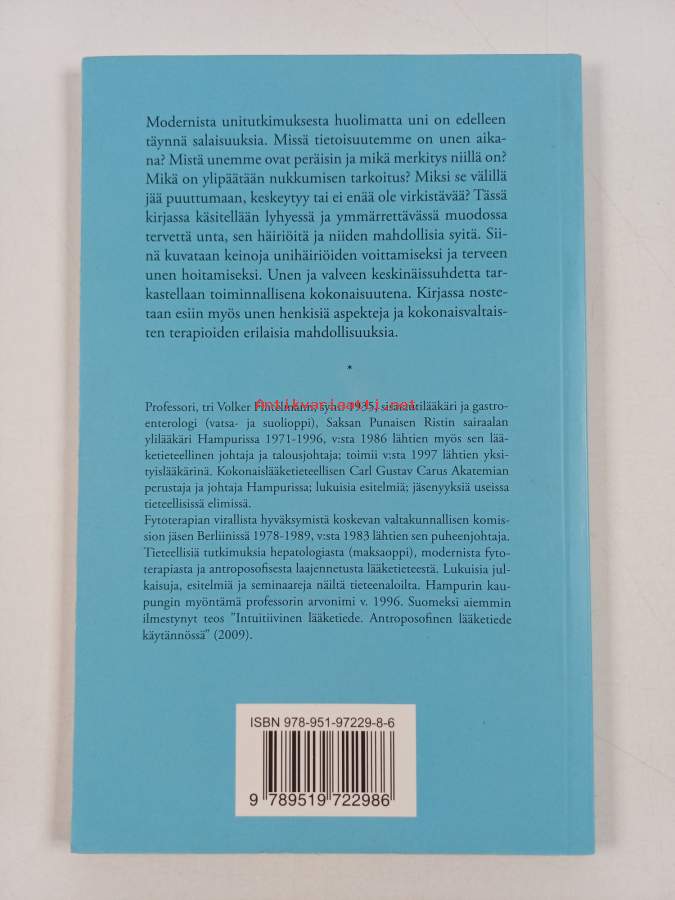 Modernista unitutkimuksesta huolimatta uni on edelleen
täynnä salaisuuksia. Missä tietoisuutemme on unen aika-
na? Mistä unemme ovat peräisin ja mikä merkitys niillä on?
Mikä on ylipäätään nukkumisen tarkoitus? Miksi se välillä
jää puuttumaan, keskeytyy tai ei enää ole virkistävää? Tässä
kirjassa käsitellään lyhyessä ja ymmärrettävässä muodossa
tervettä unta, sen häiriöitä ja niiden mahdollisia syitä. Sii-
nä kuvataan keinoja unihäiriöiden voittamiseksi ja terveen
unen hoitamiseksi. Unen ja valveen keskinäissuhdetta tar-
kastellaan toiminnallisena kokonaisuutena. Kirjassa noste-
taan esiin myös unen henkisiä aspekteja ja kokonaisvaltais-
ten terapioiden erilaisia mahdollisuuksia.
*
Antikvariaatti.net
Professori, tri Volker Fintelmann, synt. 1935, sisätautilääkäri ja gastro-
enterologi (vatsa- ja suolioppi), Saksan Punaisen Ristin sairaalan
ylilääkäri Hampurissa 1971-1996, v:sta 1986 lähtien myös sen lää-
ketieteellinen johtaja ja talousjohtaja; toimii v:sta 1997 lähtien yksi-
tyislääkärinä. Kokonaislääketieteellisen Carl Gustav Carus Akatemian
perustaja ja johtaja Hampurissa; lukuisia esitelmiä; jäsenyyksiä useissa
tieteellisissä elimissä.
Fytoterapian virallista hyväksymistä koskevan valtakunnallisen komis-
sion jäsen Berliinissä 1978-1989, v:sta 1983 lähtien sen puheenjohtaja.
Tieteellisiä tutkimuksia hepatologiasta (maksaoppi), modernista fyto-
terapiasta ja antroposofisesta laajennetusta lääketieteestä. Lukuisia jul-
kaisuja, esitelmiä ja seminaareja näiltä tieteenaloilta. Hampurin kau-
pungin myöntämä professorin arvonimi v. 1996. Suomeksi aiemmin
ilmestynyt teos "Intuitiivinen lääketiede. Antroposofinen lääketiede
käytännössä" (2009).
ISBN 978-951-97229-8-6
9 789519 722986